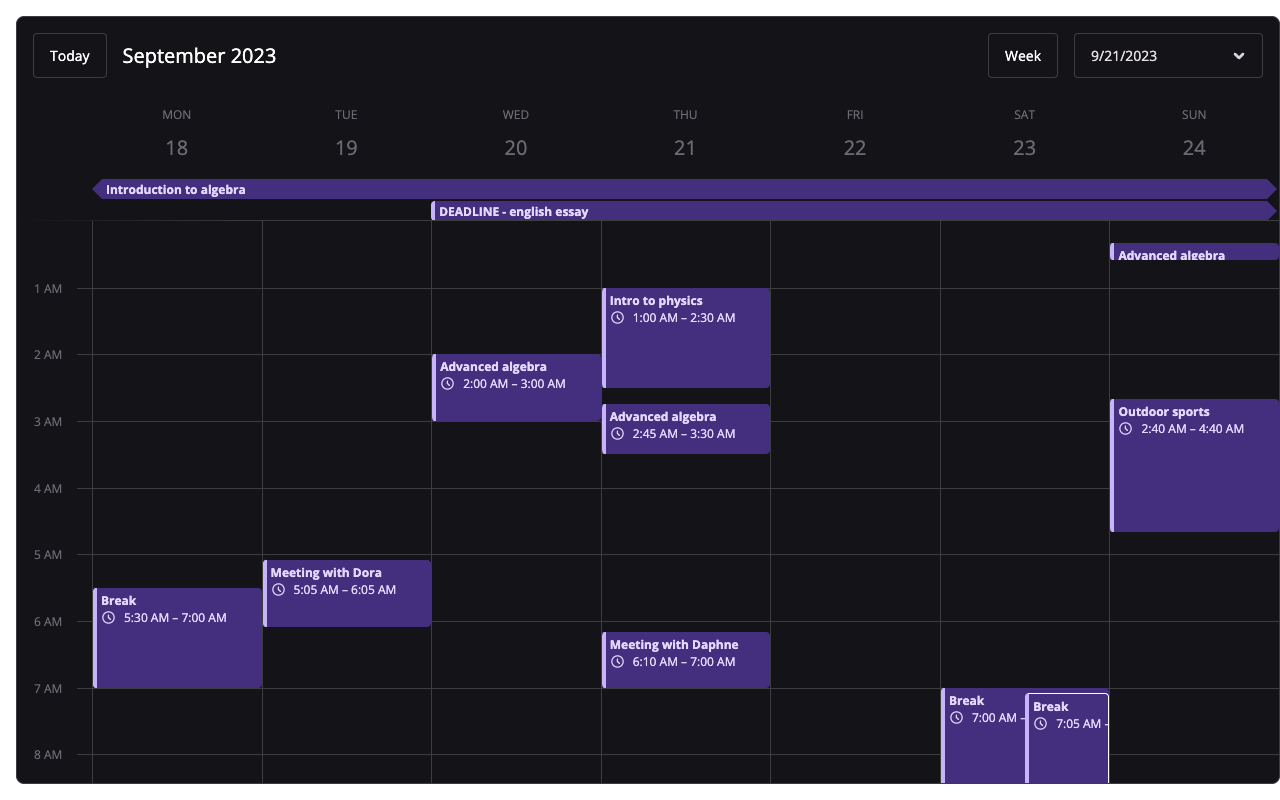 Today
September 2023
Week
9/21/2023
MON
TUE
WED
THU
FRI
SAT
SUN
18
19
20
21
22
23
24
Introduction to algebra
DEADLINE - english essay
Advanced algebra
1 AM
Intro to physics
1:00 AM – 2:30 AM
2 AM
Advanced algebra
2:00 AM – 3:00 AM
Advanced algebra
2:45 AM – 3:30 AM
Outdoor sports
2:40 AM – 4:40 AM
3 AM
4 AM
5 AM
Meeting with Dora
5:05 AM – 6:05 AM
Break
5:30 AM – 7:00 AM
6 AM
Meeting with Daphne
6:10 AM – 7:00 AM
7 AM
Break
7:00 AM –
Break
7:05 AM -
8 AM